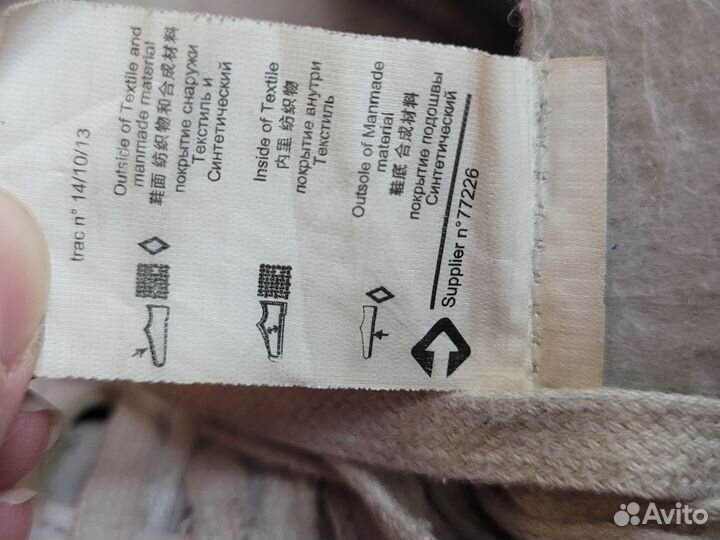 trac n° 14/10/13
Outside of Textile and
manmade material
鞋面 纺织物和合成材料
покрытие снаружи
Текстиль и
Синтетический
Inside of Textile
内里 纺织物
покрытие внутри
Текстиль
Outsole of Manmade
material
鞋底 合成材料
покрытие подошвы
Синтетический
Supplier n° 77226
Avito